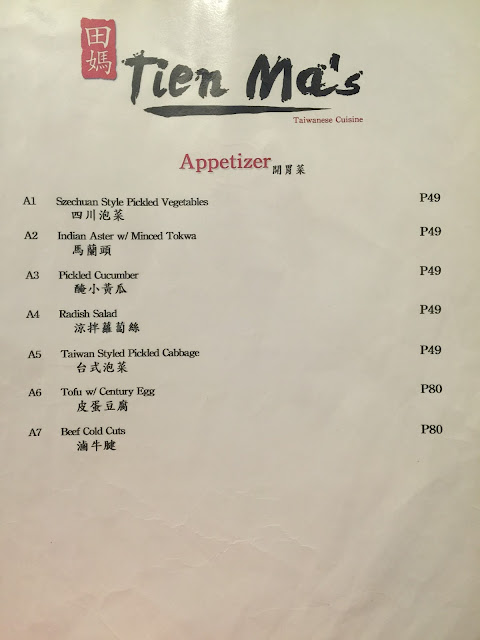 田媽
Tien Ma's
Taiwanese Cuisine
Appetizer 開胃菜
A1 Szechuan Style Pickled Vegetables P49
四川泡菜
A2 Indian Aster w/ Minced Tokwa P49
馬蘭頭
A3 Pickled Cucumber P49
醃小黃瓜
A4 Radish Salad P49
涼拌蘿蔔絲
A5 Taiwan Styled Pickled Cabbage P49
台式泡菜
A6 Tofu w/ Century Egg P80
皮蛋豆腐
A7 Beef Cold Cuts P80
滷牛腱